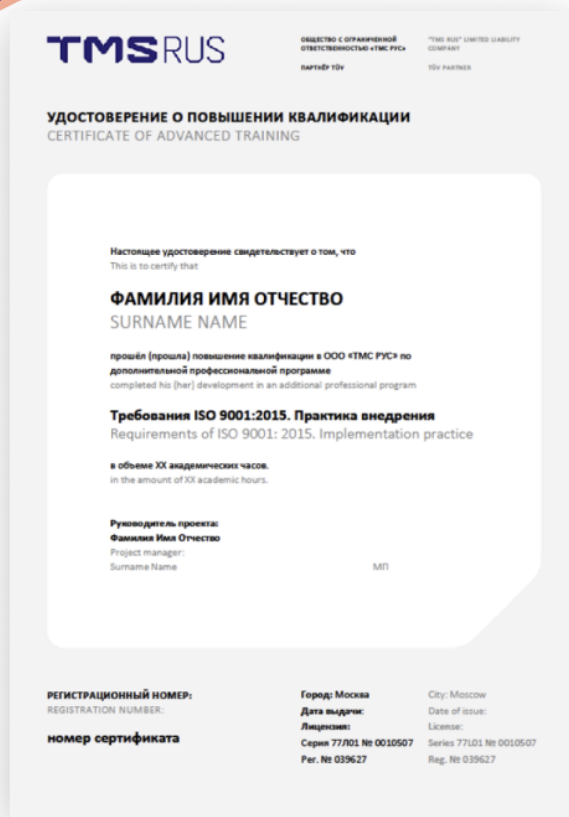 TMSRUS
ОБЩЕСТВО С ОГРАНИЧЕННОЙ
ОТВЕТСТВЕННОСТЬЮ «ТМС РУС»
ПАРТНЁР TÜV
"TMS RUS" LIMITED LIABILITY
COMPANY
TÜV PARTNER
УДОСТОВЕРЕНИЕ О ПОВЫШЕНИИ КВАЛИФИКАЦИИ
CERTIFICATE OF ADVANCED TRAINING
Настоящее удостоверение свидетельствует о том, что
This is to certify that
ФАМИЛИЯ ИМЯ ОТЧЕСТВО
SURNAME NAME
прошёл (прошла) повышение квалификации в ООО «ТМС РУС» по
дополнительной профессиональной программе
completed his (her) development in an additional professional program
Требования ISO 9001:2015. Практика внедрения
Requirements of ISO 9001: 2015. Implementation practice
в объеме XX академических часов.
in the amount of XX academic hours.
Руководитель проекта:
Фамилия Имя Отчество
Project manager:
Surname Name
МП
РЕГИСТРАЦИОННЫЙ НОМЕР:
REGISTRATION NUMBER:
номер сертификата
Город: Москва
Дата выдачи:
Лицензия:
Серия 77Л01 № 0010507
Рег. № 039627
City: Moscow
Date of issue:
License:
Series 77L01 № 0010507
Reg. № 039627